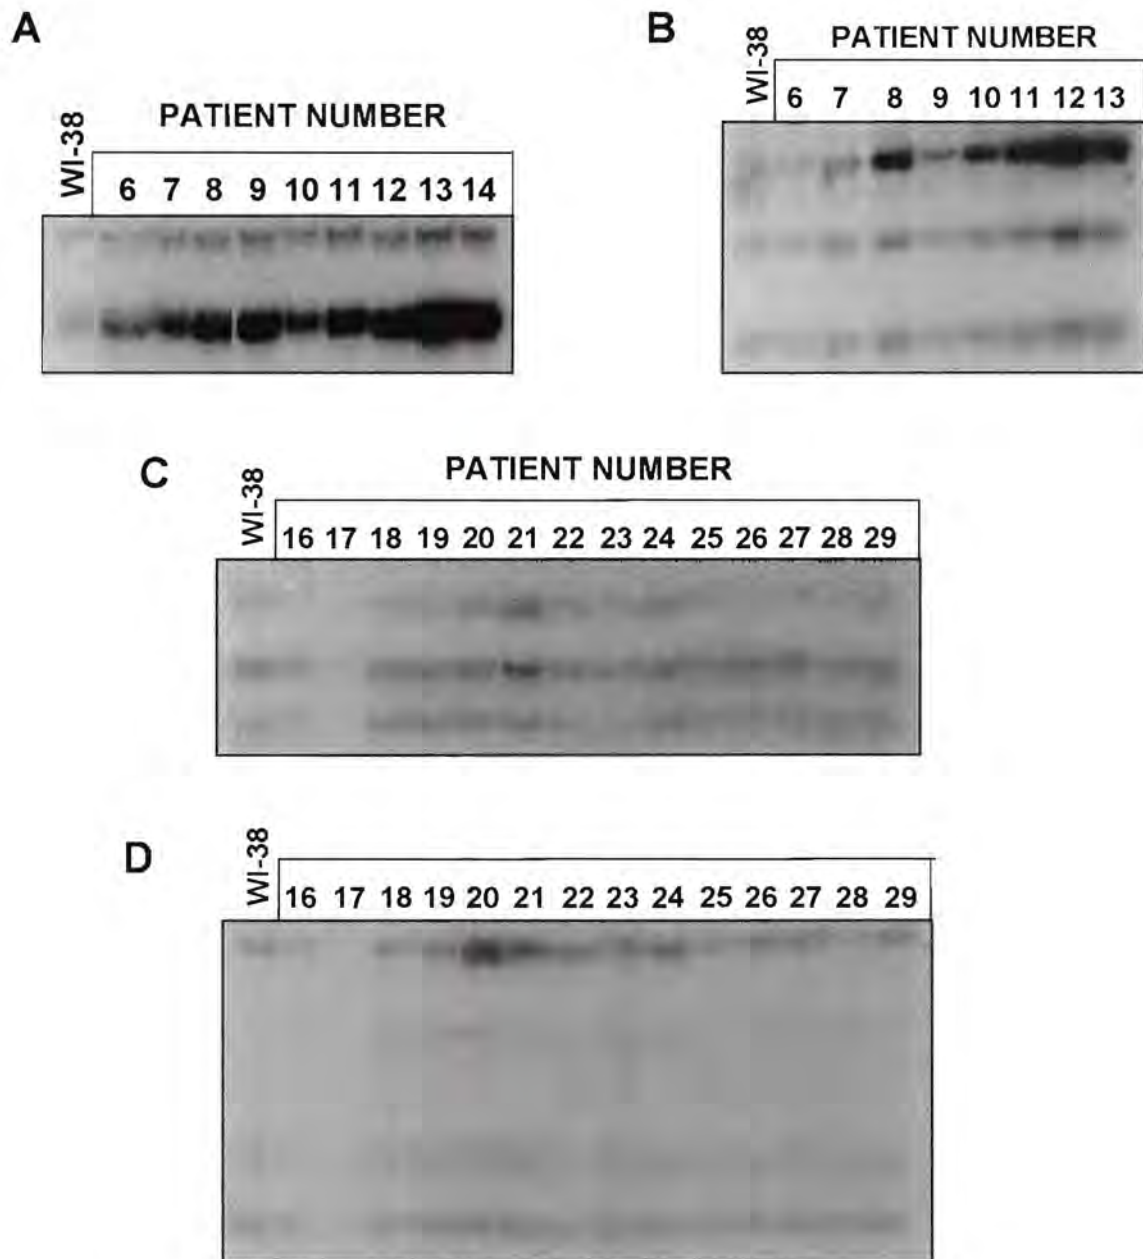 A
PATIENT NUMBER
WI-38
6 7 8 9 10 11 12 13 14
B
PATIENT NUMBER
WI-38
6 7 8 9 10 11 12 13
C
PATIENT NUMBER
WI-38
16 17 18 19 20 21 22 23 24 25 26 27 28 29
D
WI-38
16 17 18 19 20 21 22 23 24 25 26 27 28 29